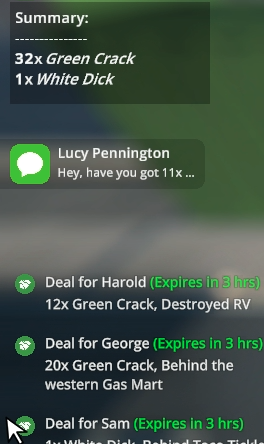 Summary:
---------------
32x Green Crack
1x White Dick
Lucy Pennington
Hey, have you got 11x ...
Deal for Harold (Expires in 3 hrs)
12x Green Crack, Destroyed RV
Deal for George (Expires in 3 hrs)
20x Green Crack, Behind the
western Gas Mart
Deal for Sam (Expires in 3 hrs)
1x White Dick, Behind Taco Tickle